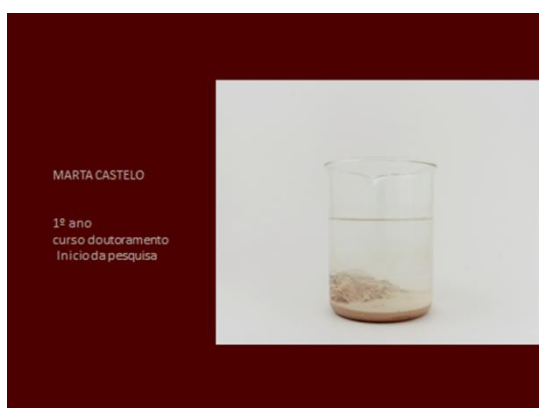 MARTA CASTELO
1º ano
curso doutoramento
Inicio da pesquisa